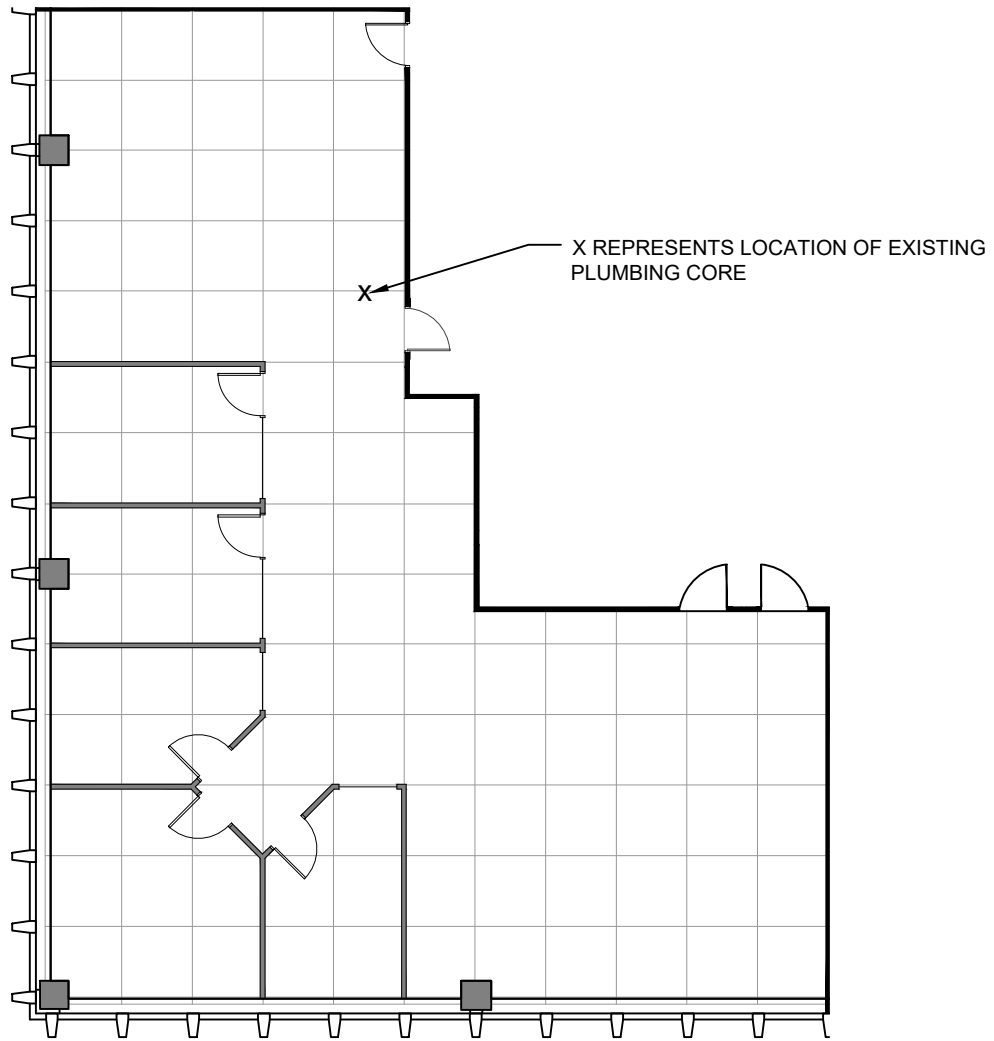 X REPRESENTS LOCATION OF EXISTING
PLUMBING CORE
X